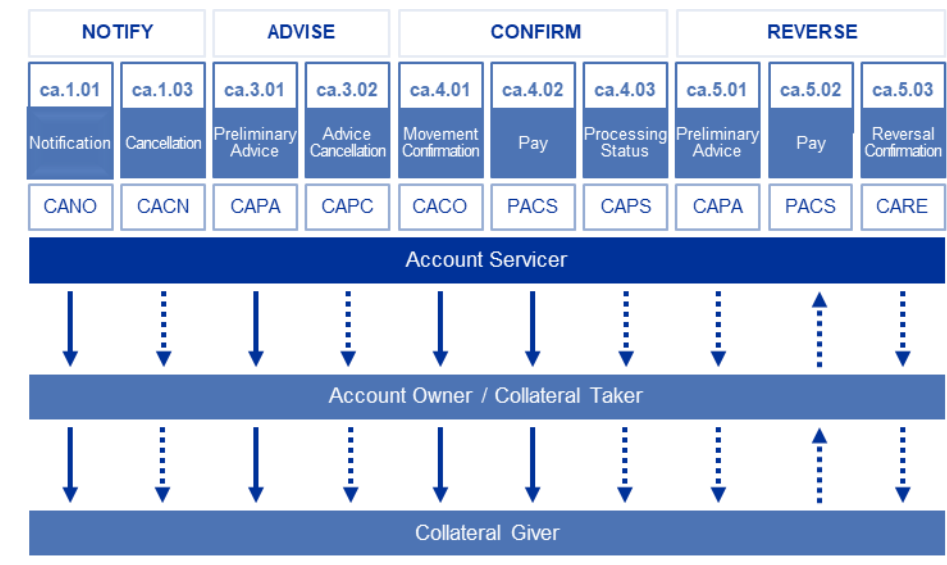 NOTIFY ADVISE CONFIRM REVERSE
ca.1.01 ca.1.03 ca.3.01 ca.3.02 ca.4.01 ca.4.02 ca.4.03 ca.5.01 ca.5.02 ca.5.03
Notification Cancellation Preliminary Advice Advice Cancellation Movement Confirmation Pay Processing Status Preliminary Advice Pay Reversal Confirmation
CANO CACN CAPA CAPC CACO PACS CAPS CAPA PACS CARE
Account Servicer
Account Owner / Collateral Taker
Collateral Giver